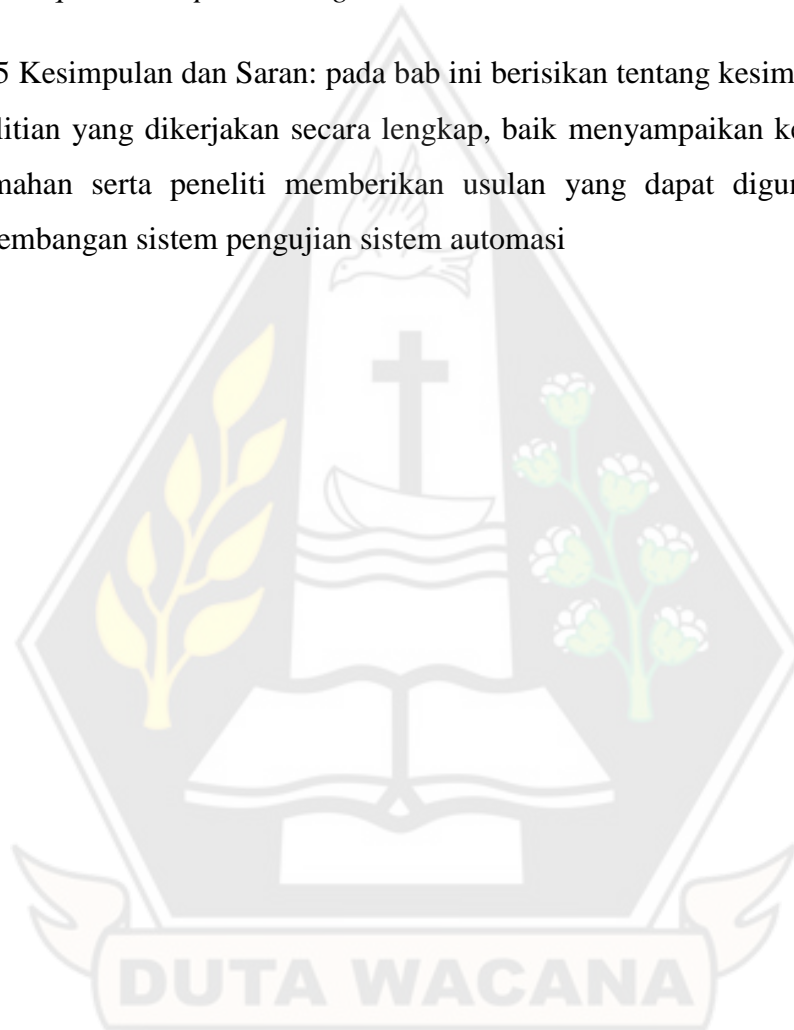 5 Kesimpulan dan Saran: pada bab ini berisikan tentang kesim
litian yang dikerjakan secara lengkap, baik menyampaikan ke
mahan serta peneliti memberikan usulan yang dapat digun
embangan sistem pengujian sistem automasi
DUTA WACANA